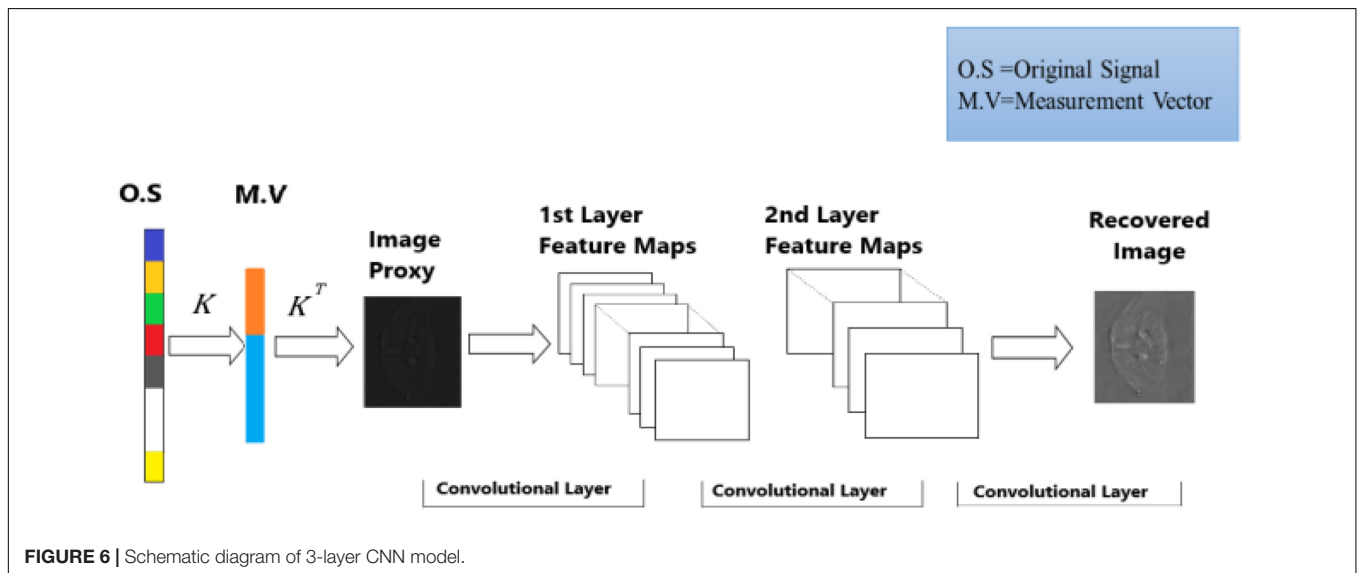 O.S =Original Signal
M.V=Measurement Vector
O.S
M.V
K
K^T
Image
Proxy
1st Layer
Feature Maps
2nd Layer
Feature Maps
Recovered
Image
Convolutional Layer
Convolutional Layer
Convolutional Layer
FIGURE 6 | Schematic diagram of 3-layer CNN model.